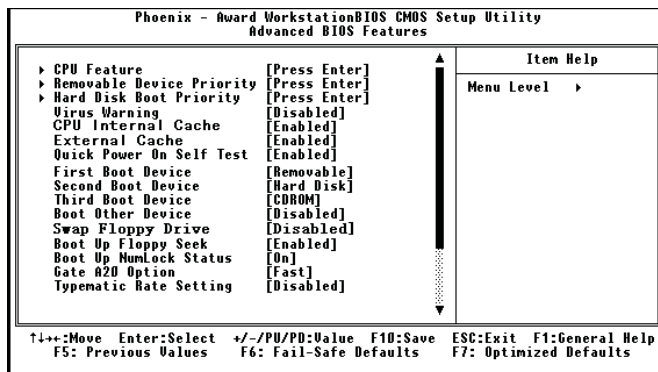 Phoenix - Award WorkstationBIOS CMOS Setup Utility
Advanced BIOS Features
CPU Feature [Press Enter]
Removable Device Priority [Press Enter]
Hard Disk Boot Priority [Press Enter]
Virus Warning [Disabled]
CPU Internal Cache [Enabled]
External Cache [Enabled]
Quick Power On Self Test [Enabled]
First Boot Device [Removable]
Second Boot Device [Hard Disk]
Third Boot Device [CDROM]
Boot Other Device [Disabled]
Swap Floppy Drive [Disabled]
Boot Up Floppy Seek [Enabled]
Boot Up NumLock Status [On]
Gate A20 Option [Fast]
Typematic Rate Setting [Disabled]
Item Help
Menu Level
↑↓→←:Move Enter:Select +/-/PU/PD:Value F10:Save ESC:Exit F1:General Help
F5: Previous Values F6: Fail-Safe Defaults F7: Optimized Defaults